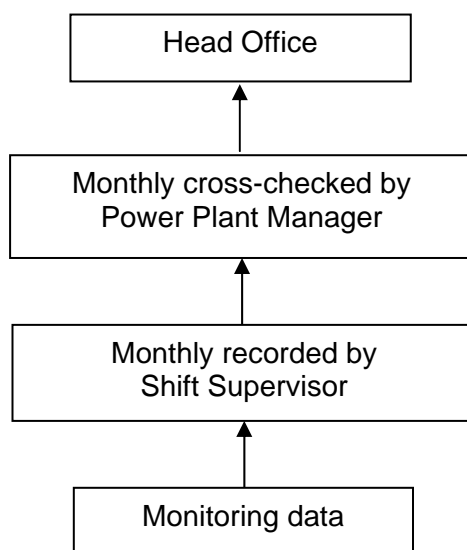 Head Office
Monthly cross-checked by
Power Plant Manager
Monthly recorded by
Shift Supervisor
Monitoring data